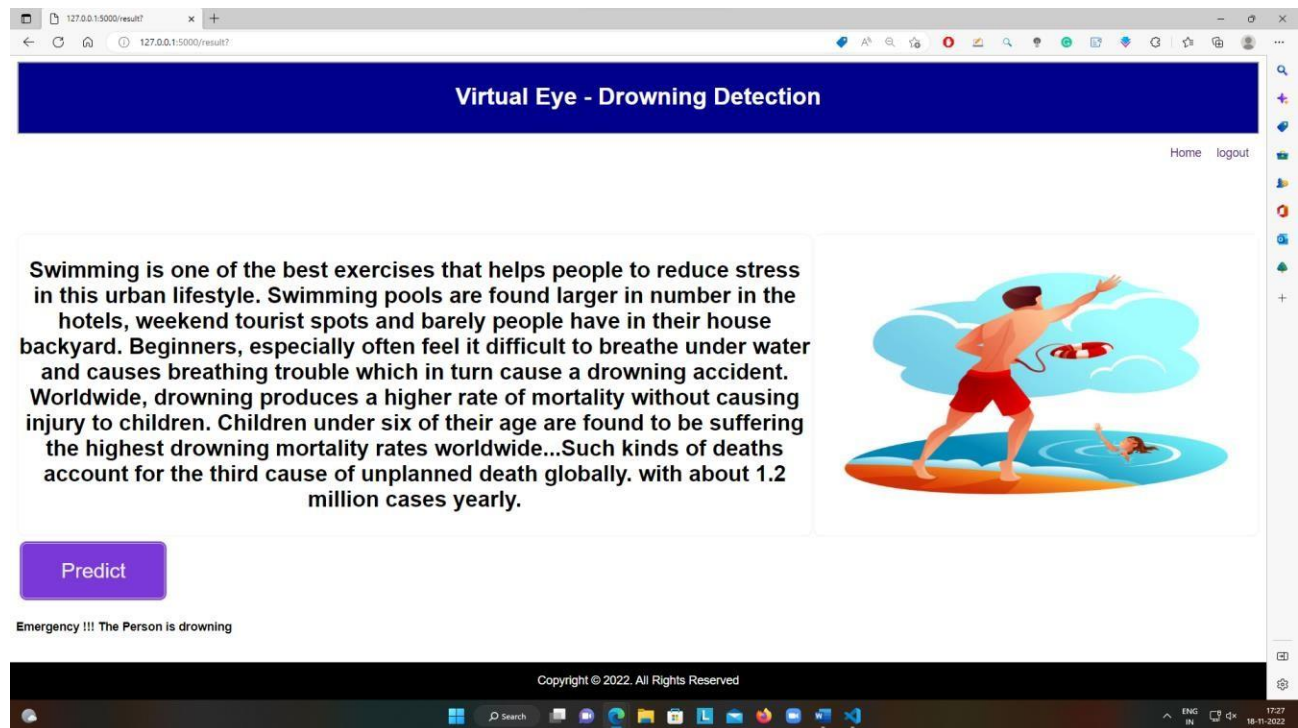 127.0.0.1:5000/result?
127.0.0.1:5000/result?
Virtual Eye - Drowning Detection
Home logout
Swimming is one of the best exercises that helps people to reduce stress
in this urban lifestyle. Swimming pools are found larger in number in the
hotels, weekend tourist spots and barely people have in their house
backyard. Beginners, especially often feel it difficult to breathe under water
and causes breathing trouble which in turn cause a drowning accident.
Worldwide, drowning produces a higher rate of mortality without causing
injury to children. Children under six of their age are found to be suffering
the highest drowning mortality rates worldwide...Such kinds of deaths
account for the third cause of unplanned death globally. with about 1.2
million cases yearly.
Predict
Emergency !!! The Person is drowning
Copyright © 2022. All Rights Reserved
Search
ENG 17:27
IN 18-11-2022